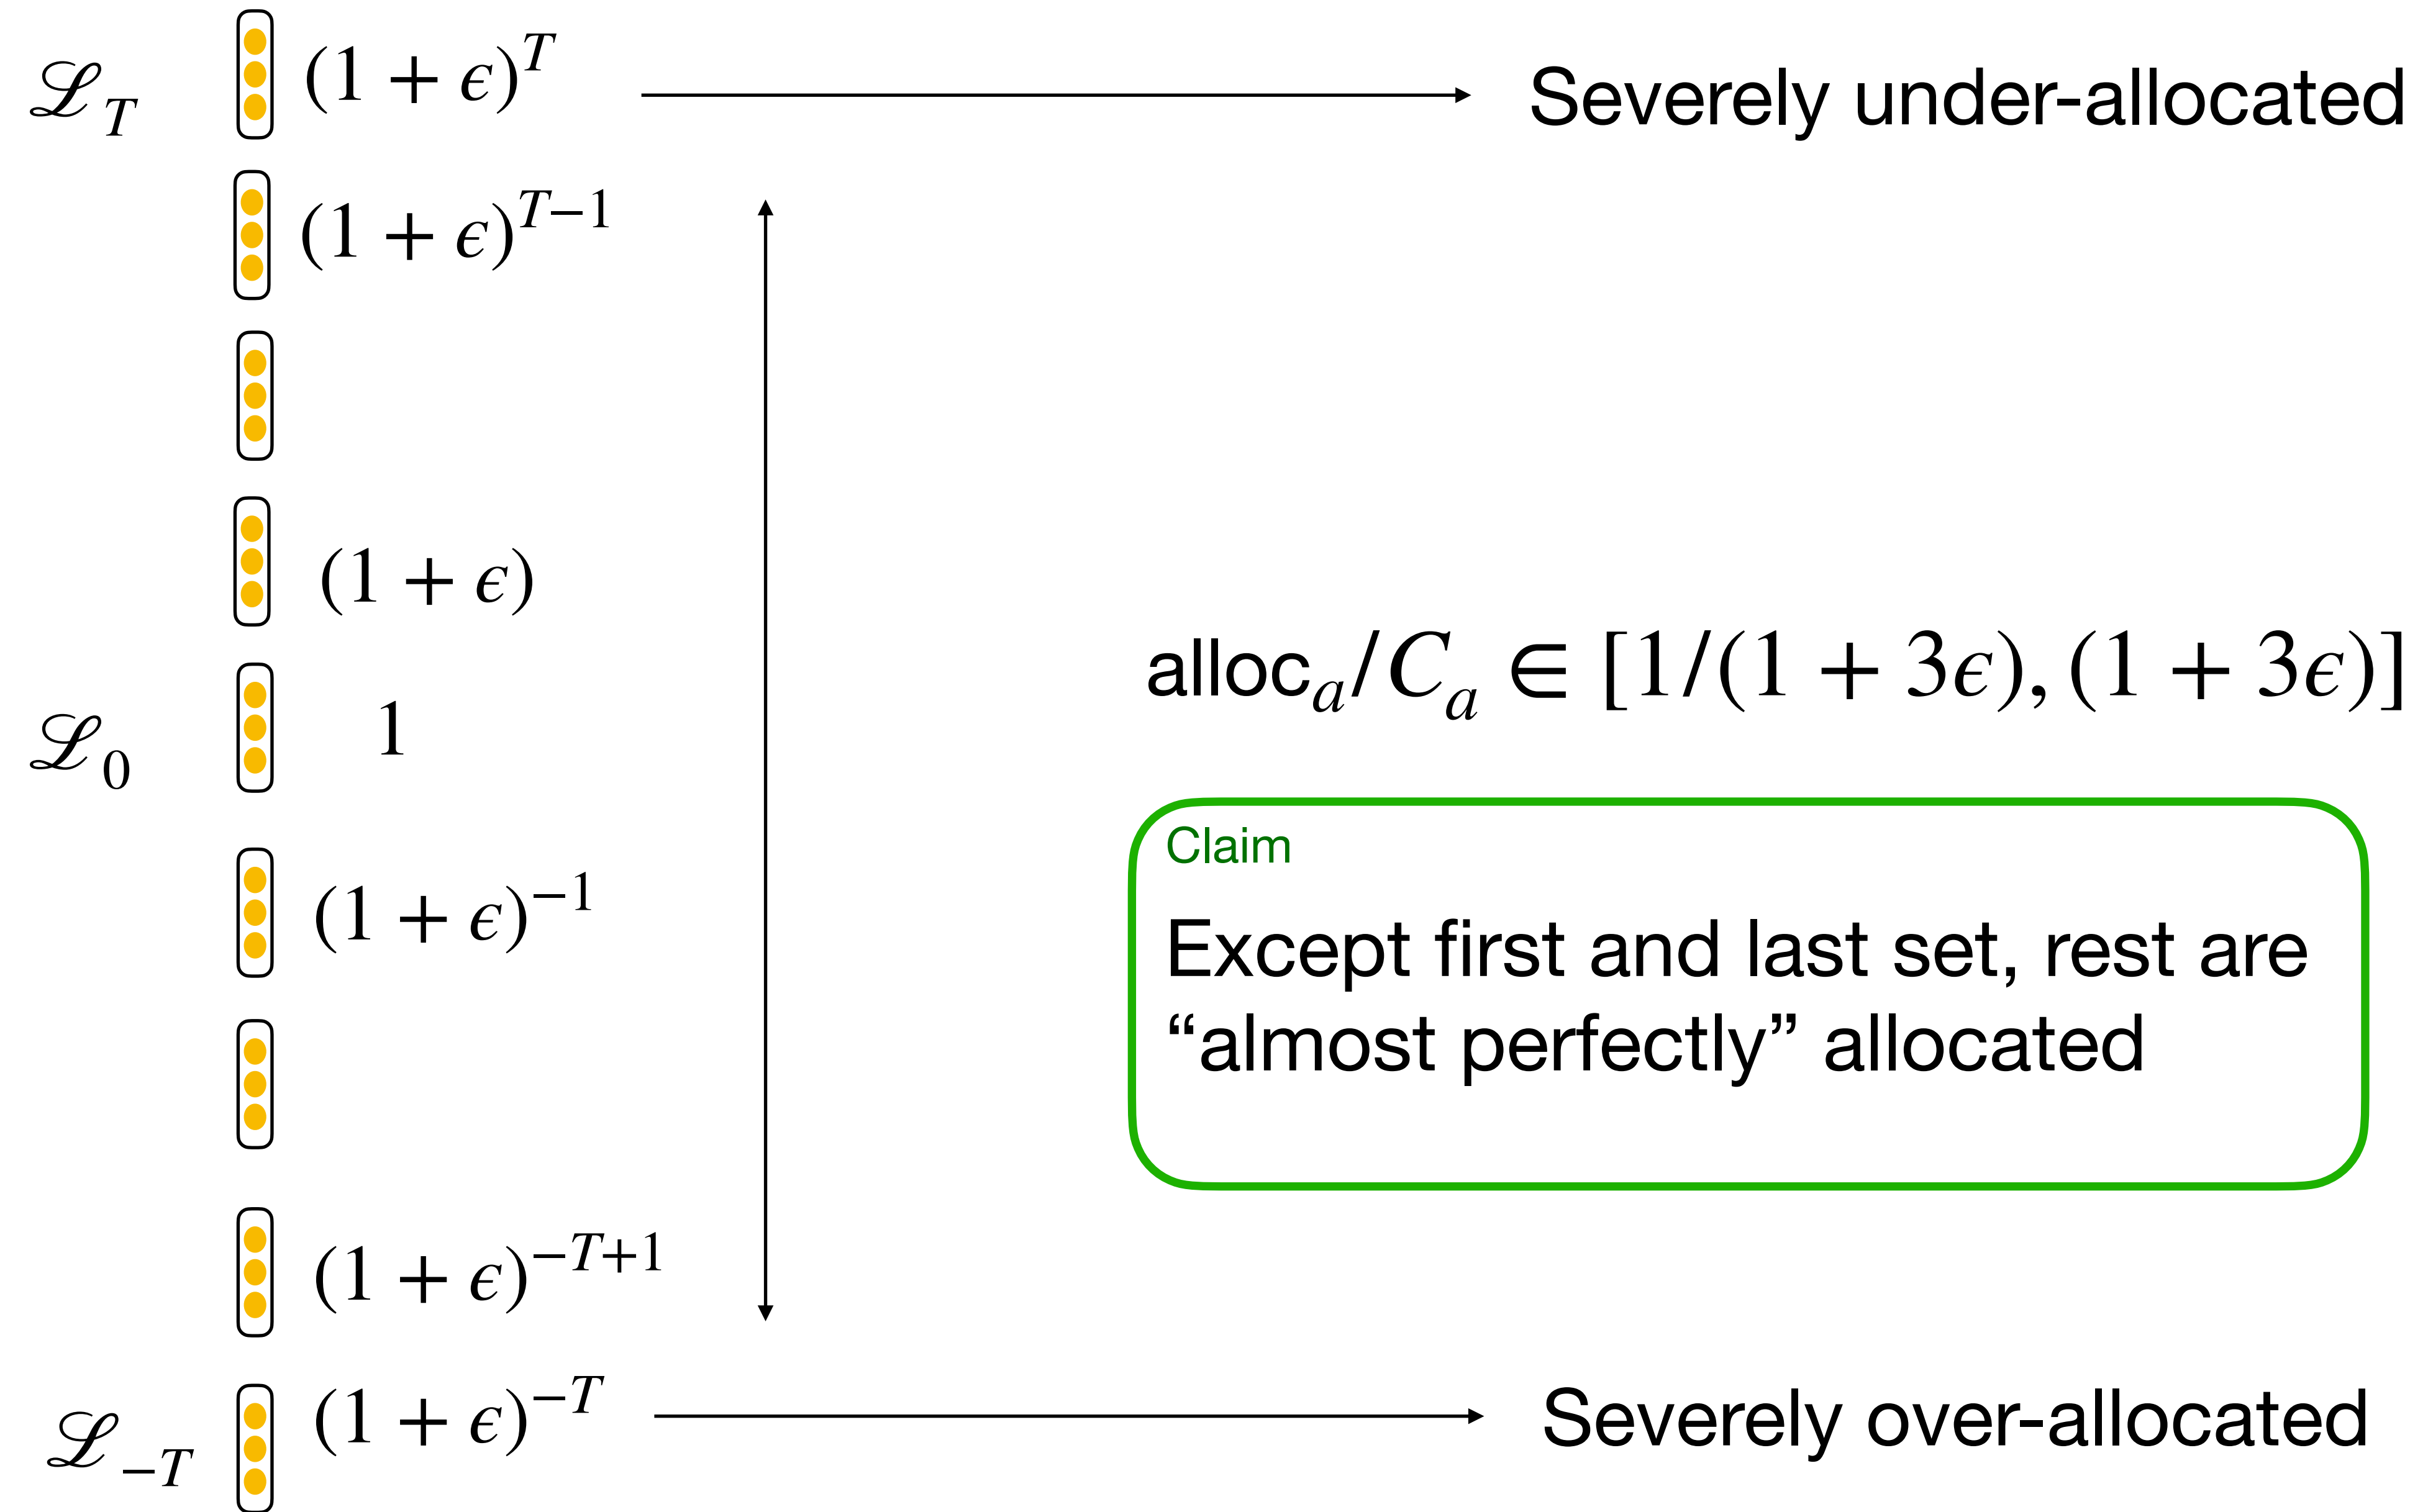 ℒ_T (1 + ϵ)^T Severely under-allocated
(1 + ϵ)^{T−1}
(1 + ϵ)
alloc_a/C_a ∈ [1/(1 + 3ϵ), (1 + 3ϵ)]
ℒ_0 1
Claim
(1 + ϵ)^{−1} Except first and last set, rest are
“almost perfectly” allocated
(1 + ϵ)^{−T+1}
ℒ_{−T} (1 + ϵ)^{−T} Severely over-allocated